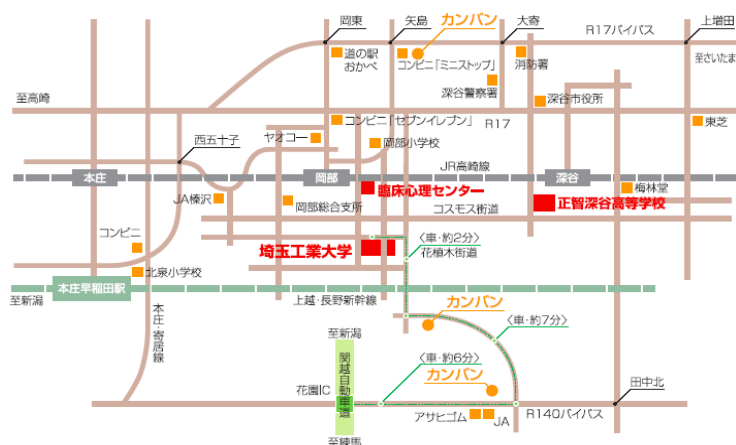 岡東
矢島
カンバン
大寄
上増田
R17バイパス
道の駅
おかべ
コンビニ「ミニストップ」
消防署
至さいたま
深谷警察署
至高崎
深谷市役所
コンビニ「セブンイレブン」
R17
東芝
西五十子
ヤオコー
岡部小学校
JR高崎線
本庄
岡部
深谷
臨床心理センター
梅林堂
JA榛沢
岡部総合支所
コスモス街道
正智深谷高等学校
コンビニ
埼玉工業大学
〈車・約2分〉
花植木街道
北泉小学校
本庄早稲田駅
至新潟
上越・長野新幹線
本庄・寄居線
カンバン
〈車・約7分〉
至新潟
関越自動車道
〈車・約6分〉
カンバン
花園IC
田中北
アサヒゴム
JA
R140バイパス
至練馬